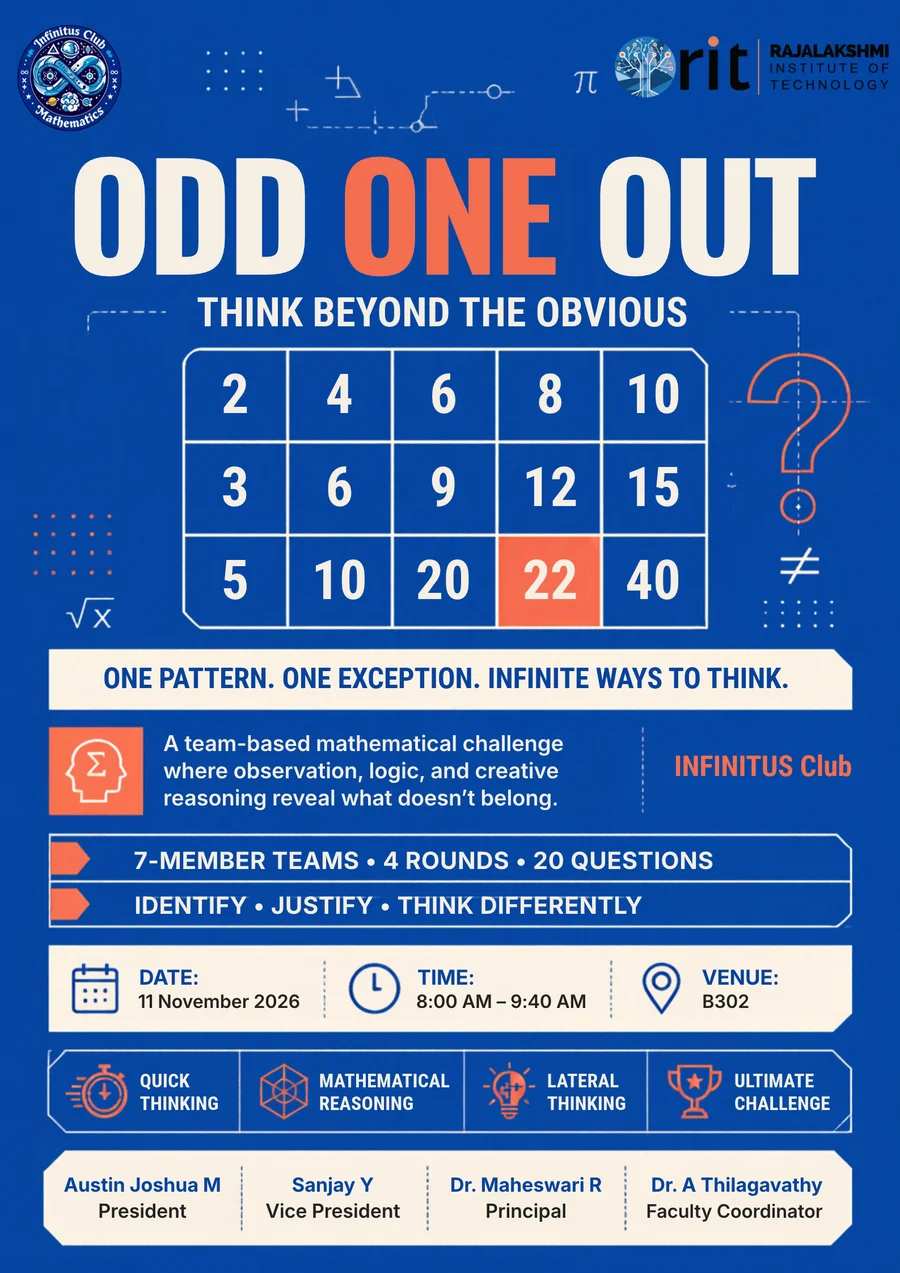 Infinitus Club
Mathematics
π
rit
RAJALAKSHMI
INSTITUTE OF
TECHNOLOGY
ODD ONE OUT
THINK BEYOND THE OBVIOUS
2 4 6 8 10
3 6 9 12 15
5 10 20 22 40
?
≠
√x
ONE PATTERN. ONE EXCEPTION. INFINITE WAYS TO THINK.
Σ
A team-based mathematical challenge
where observation, logic, and creative
reasoning reveal what doesn’t belong.
INFINITUS Club
7-MEMBER TEAMS • 4 ROUNDS • 20 QUESTIONS
IDENTIFY • JUSTIFY • THINK DIFFERENTLY
DATE:
11 November 2026
TIME:
8:00 AM – 9:40 AM
VENUE:
B302
QUICK
THINKING
MATHEMATICAL
REASONING
LATERAL
THINKING
ULTIMATE
CHALLENGE
Austin Joshua M
President
Sanjay Y
Vice President
Dr. Maheswari R
Principal
Dr. A Thilagavathy
Faculty Coordinator